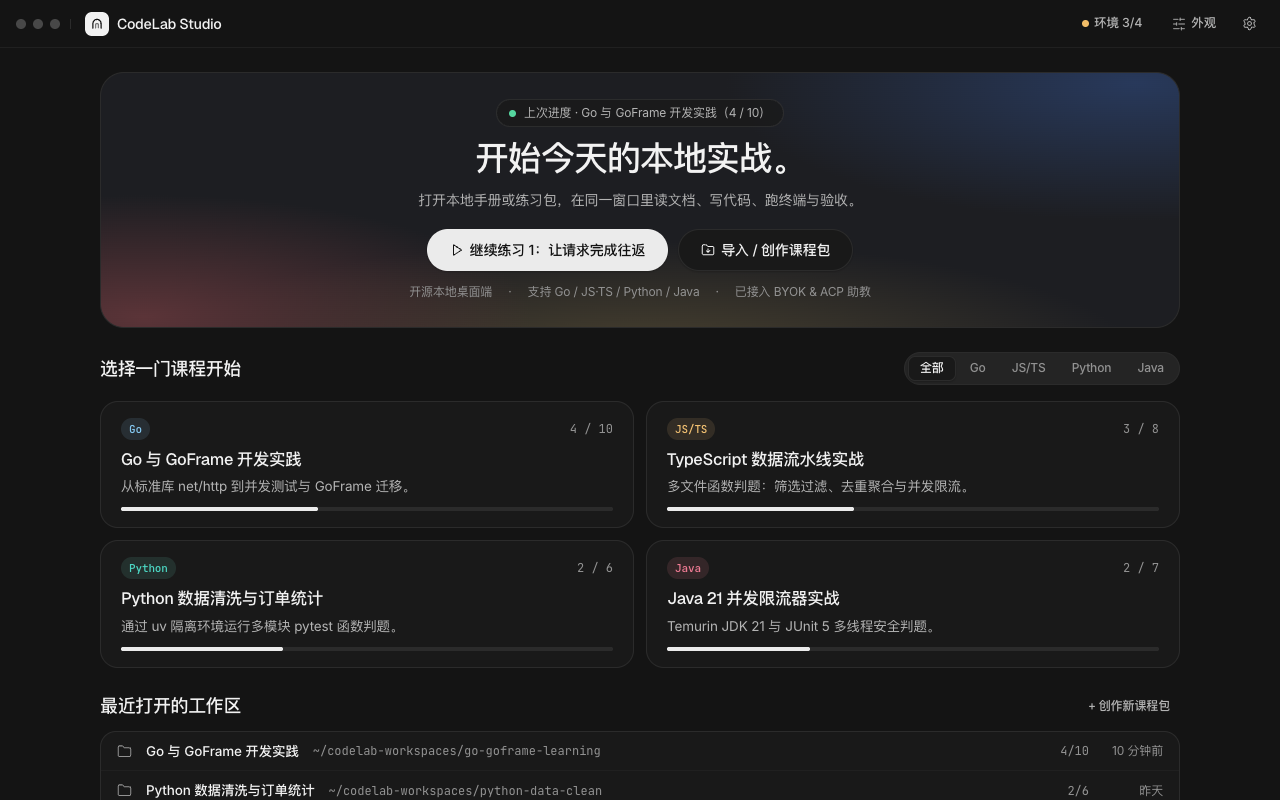 CodeLab Studio
环境 3/4
外观
上次进度 · Go 与 GoFrame 开发实践（4 / 10）
开始今天的本地实战。
打开本地手册或练习包，在同一窗口里读文档、写代码、跑终端与验收。
继续练习 1：让请求完成往返
导入 / 创作课程包
开源本地桌面端 · 支持 Go / JS·TS / Python / Java · 已接入 BYOK & ACP 助教
选择一门课程开始
全部 Go JS/TS Python Java
Go
4 / 10
Go 与 GoFrame 开发实践
从标准库 net/http 到并发测试与 GoFrame 迁移。
JS/TS
3 / 8
TypeScript 数据流水线实战
多文件函数判题：筛选过滤、去重聚合与并发限流。
Python
2 / 6
Python 数据清洗与订单统计
通过 uv 隔离环境运行多模块 pytest 函数判题。
Java
2 / 7
Java 21 并发限流器实战
Temurin JDK 21 与 JUnit 5 多线程安全判题。
最近打开的工作区
+ 创作新课程包
Go 与 GoFrame 开发实践 ~/codelab-workspaces/go-goframe-learning 4/10 10 分钟前
Python 数据清洗与订单统计 ~/codelab-workspaces/python-data-clean 2/6 昨天